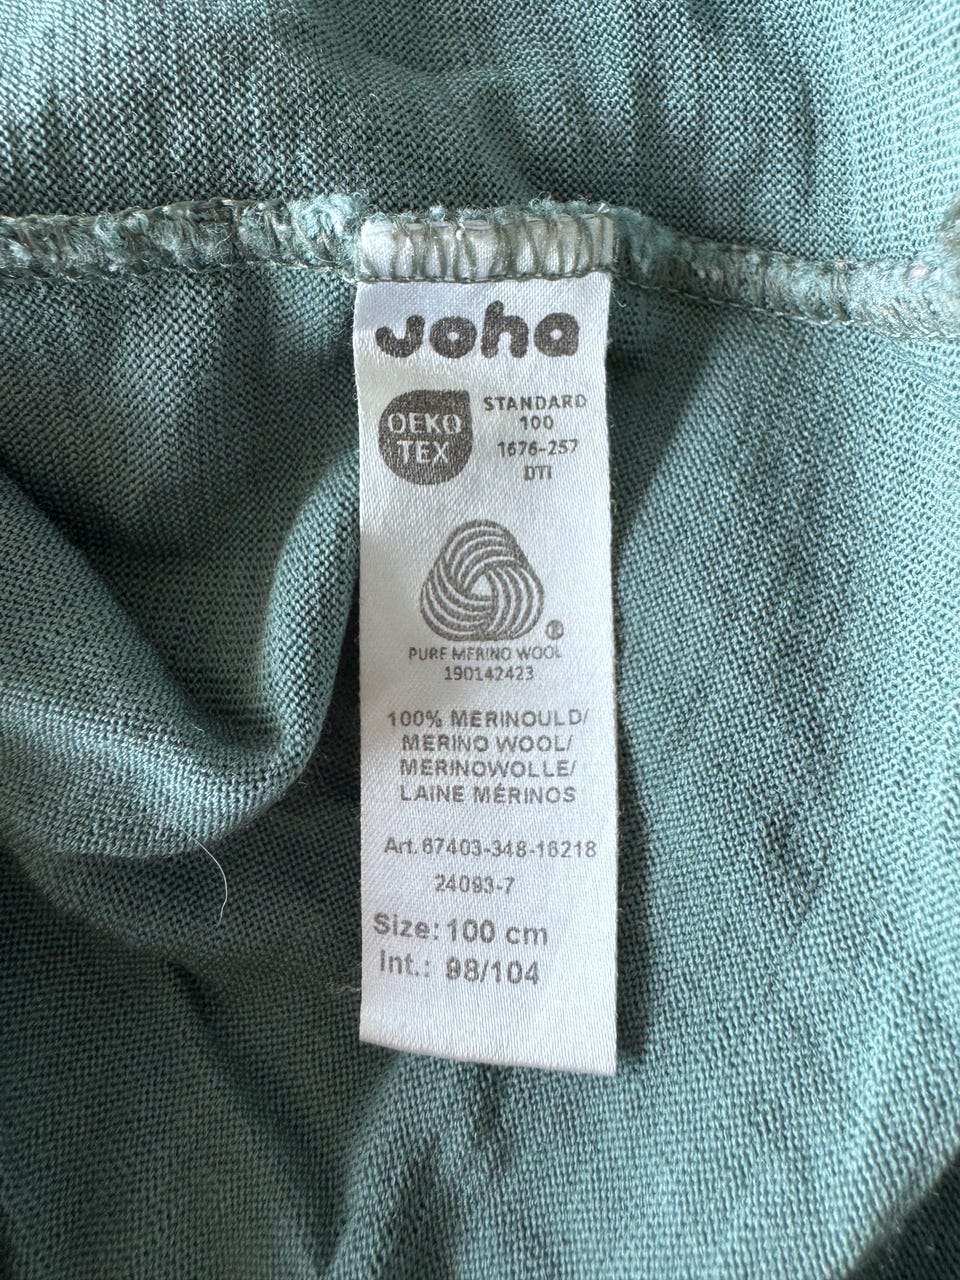 Joha
OEKO
TEX
STANDARD
100
1676-257
DTI
®
PURE MERINO WOOL
190142423
100% MERINOULD/
MERINO WOOL/
MERINOWOLLE/
LAINE MÉRINOS
Art. 67403-348-16218
24093-7
Size: 100 cm
Int.: 98/104